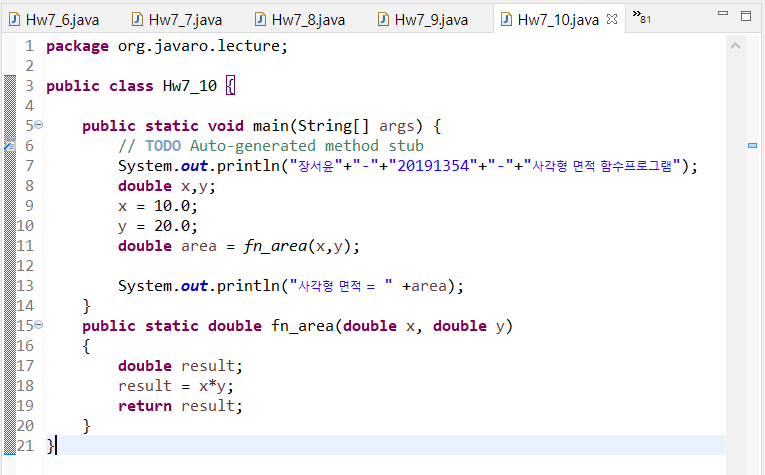 Hw7_6.java Hw7_7.java Hw7_8.java Hw7_9.java Hw7_10.java »81
1 package org.javaro.lecture;
2
3 public class Hw7_10 {
4
5 public static void main(String[] args) {
6 // TODO Auto-generated method stub
7 System.out.println("장서윤"+"-"+"20191354"+"-"+"사각형 면적 함수프로그램");
8 double x,y;
9 x = 10.0;
10 y = 20.0;
11 double area = fn_area(x,y);
12
13 System.out.println("사각형 면적 = " +area);
14 }
15 public static double fn_area(double x, double y)
16 {
17 double result;
18 result = x*y;
19 return result;
20 }
21 }